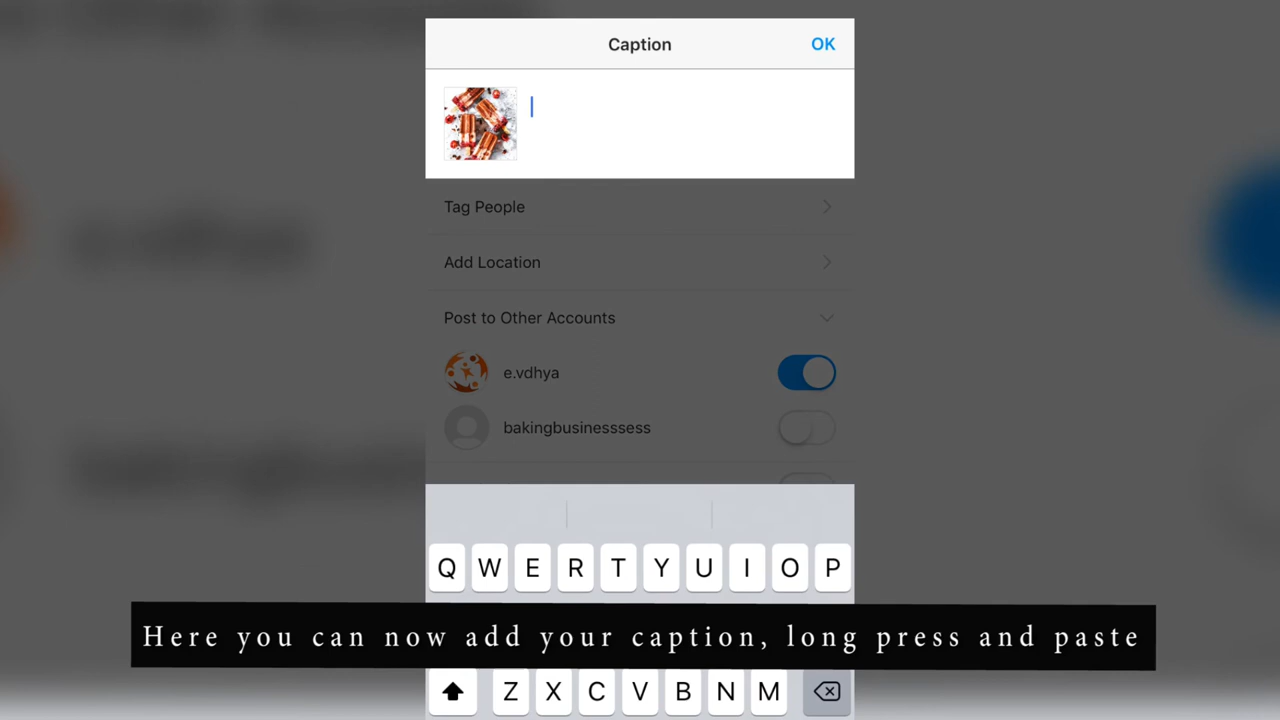 Caption
OK
Tag People
Add Location
Post to Other Accounts
e.vdhya
bakingbusinesssess
Q W E R T Y U I O P
Here you can now add your caption, long press and paste
Z X C V B N M